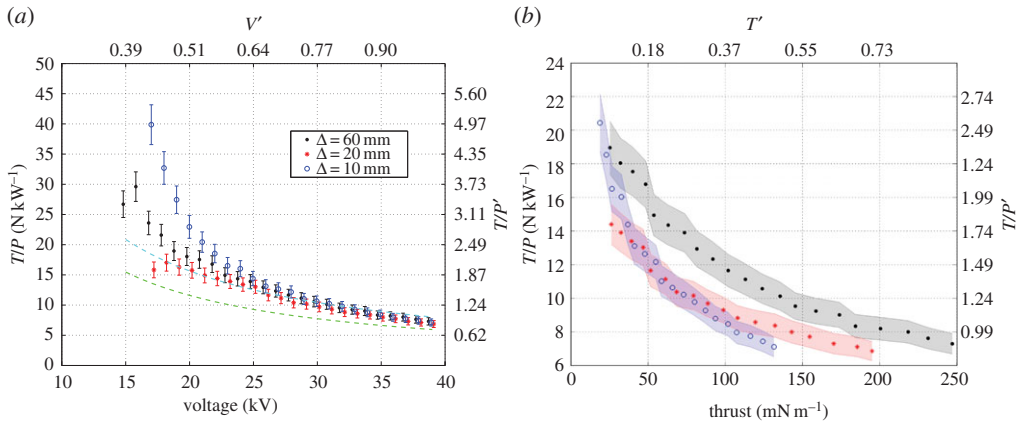 (a)
V′
0.39 0.51 0.64 0.77 0.90
50
45
40
35
30
25
20
15
10
5
0
T/P (N kW−1)
10 15 20 25 30 35 40
voltage (kV)
5.60
4.97
4.35
3.73
3.11
2.49
1.87
1.24
0.62
T/P′
Δ = 60 mm
Δ = 20 mm
Δ = 10 mm
(b)
T′
0.18 0.37 0.55 0.73
24
22
20
18
16
14
12
10
8
6
T/P (N kW−1)
0 50 100 150 200 250
thrust (mN m−1)
2.74
2.49
1.24
1.99
1.74
1.49
1.24
0.99
T/P′